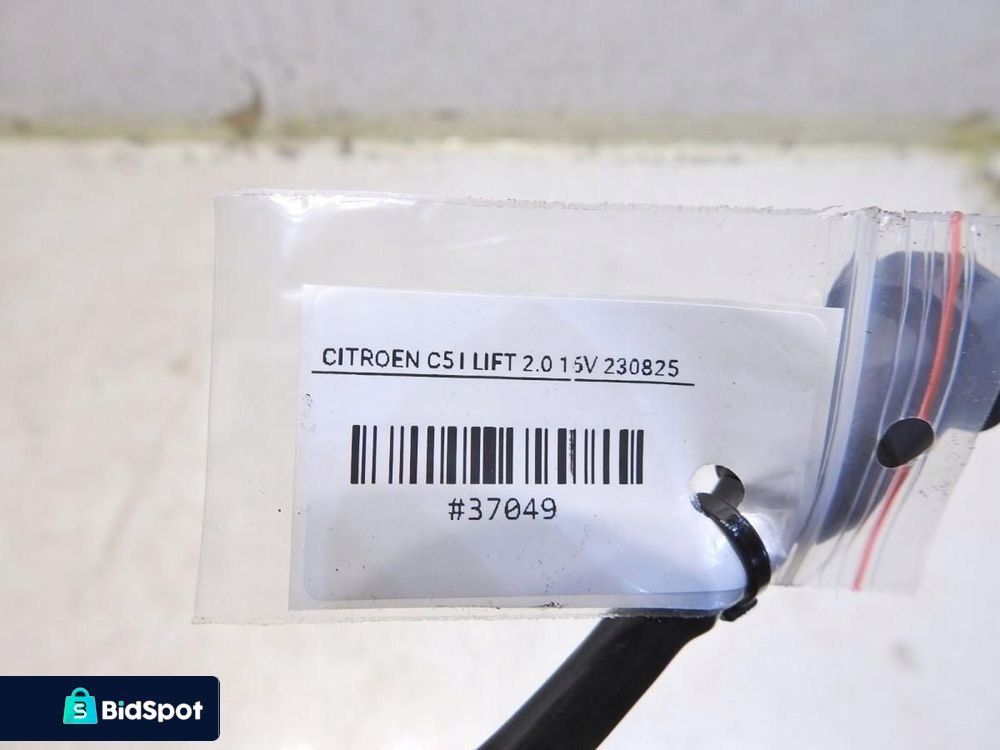 CITROEN C5 I LIFT 2.0 16V 230825
#37049
BidSpot